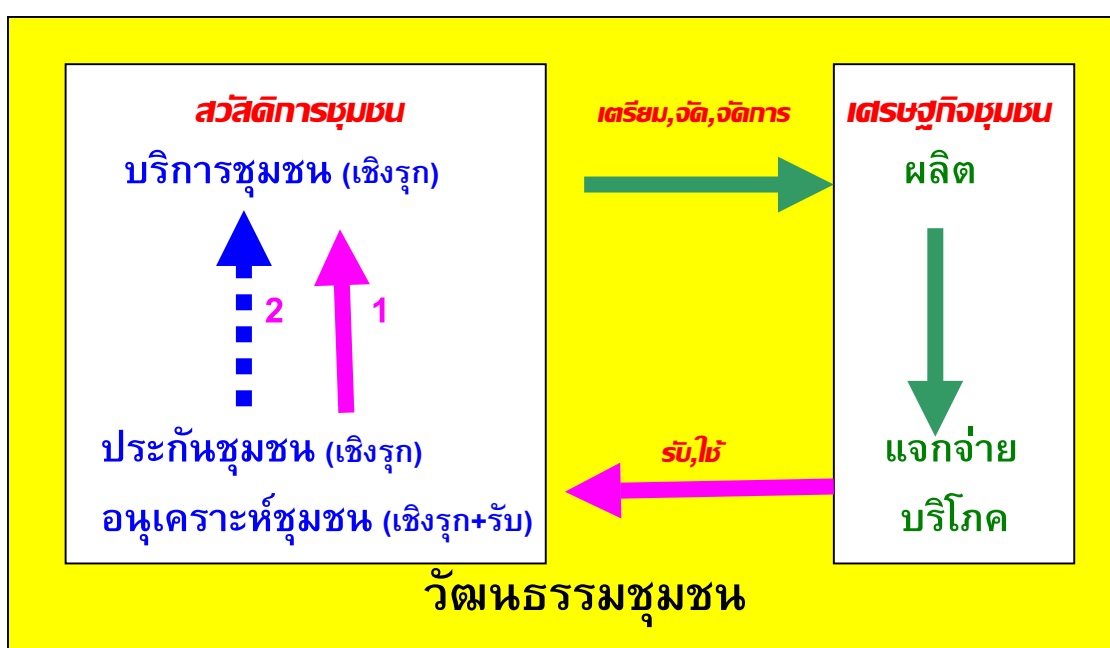 สวัสดิการชุมชน
บริการชุมชน (เชิงรุก)
2
1
ประกันชุมชน (เชิงรุก)
อนุเคราะห์ชุมชน (เชิงรุก+รับ)
เตรียม,จัด,จัดการ
รับ,ใช้
เศรษฐกิจชุมชน
ผลิต
แจกจ่าย
บริโภค
วัฒนธรรมชุมชน